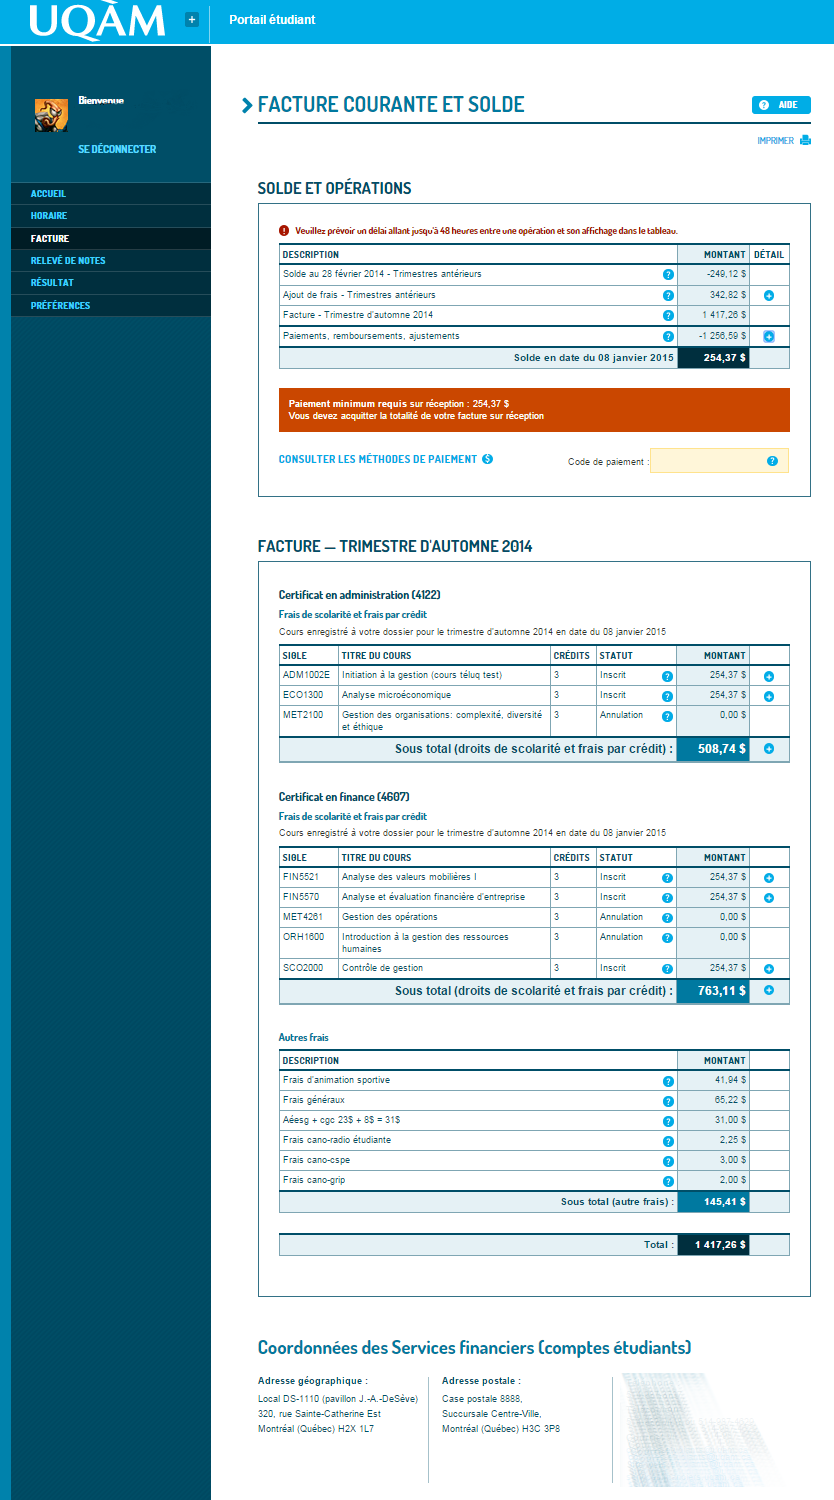 UQÀM
+
Portail étudiant
Bienvenue
SE DÉCONNECTER
ACCUEIL
HORAIRE
FACTURE
RELEVÉ DE NOTES
RÉSULTAT
PRÉFÉRENCES
FACTURE COURANTE ET SOLDE
? AIDE
IMPRIMER
SOLDE ET OPÉRATIONS
! Veuillez prévoir un délai allant jusqu'à 48 heures entre une opération et son affichage dans le tableau.
DESCRIPTION MONTANT DÉTAIL
Solde au 28 février 2014 - Trimestres antérieurs ? -249,12 $
Ajout de frais - Trimestres antérieurs ? 342,82 $ +
Facture - Trimestre d'automne 2014 ? 1 417,26 $
Paiements, remboursements, ajustements ? -1 256,59 $ +
Solde en date du 08 janvier 2015 254,37 $
Paiement minimum requis sur réception : 254,37 $
Vous devez acquitter la totalité de votre facture sur réception
CONSULTER LES MÉTHODES DE PAIEMENT $
Code de paiement : ?
FACTURE — TRIMESTRE D'AUTOMNE 2014
Certificat en administration (4122)
Frais de scolarité et frais par crédit
Cours enregistré à votre dossier pour le trimestre d'automne 2014 en date du 08 janvier 2015
SIGLE TITRE DU COURS CRÉDITS STATUT MONTANT
ADM1002E Initiation à la gestion (cours téluq test) 3 Inscrit ? 254,37 $ +
ECO1300 Analyse microéconomique 3 Inscrit ? 254,37 $ +
MET2100 Gestion des organisations: complexité, diversité 3 Annulation ? 0,00 $
et éthique
Sous total (droits de scolarité et frais par crédit) : 508,74 $ +
Certificat en finance (4607)
Frais de scolarité et frais par crédit
Cours enregistré à votre dossier pour le trimestre d'automne 2014 en date du 08 janvier 2015
SIGLE TITRE DU COURS CRÉDITS STATUT MONTANT
FIN5521 Analyse des valeurs mobilières I 3 Inscrit ? 254,37 $ +
FIN5570 Analyse et évaluation financière d'entreprise 3 Inscrit ? 254,37 $ +
MET4261 Gestion des opérations 3 Annulation ? 0,00 $
ORH1600 Introduction à la gestion des ressources 3 Annulation ? 0,00 $
humaines
SCO2000 Contrôle de gestion 3 Inscrit ? 254,37 $ +
Sous total (droits de scolarité et frais par crédit) : 763,11 $ +
Autres frais
DESCRIPTION MONTANT
Frais d'animation sportive ? 41,94 $
Frais généraux ? 65,22 $
Aéesg + cgc 23$ + 8$ = 31$ ? 31,00 $
Frais cano-radio étudiante ? 2,25 $
Frais cano-cspe ? 3,00 $
Frais cano-grip ? 2,00 $
Sous total (autre frais) : 145,41 $
Total : 1 417,26 $
Coordonnées des Services financiers (comptes étudiants)
Adresse géographique :
Local DS-1110 (pavillon J.-A.-DeSève)
320, rue Sainte-Catherine Est
Montréal (Québec) H2X 1L7
Adresse postale :
Case postale 8888,
Succursale Centre-Ville,
Montréal (Québec) H3C 3P8